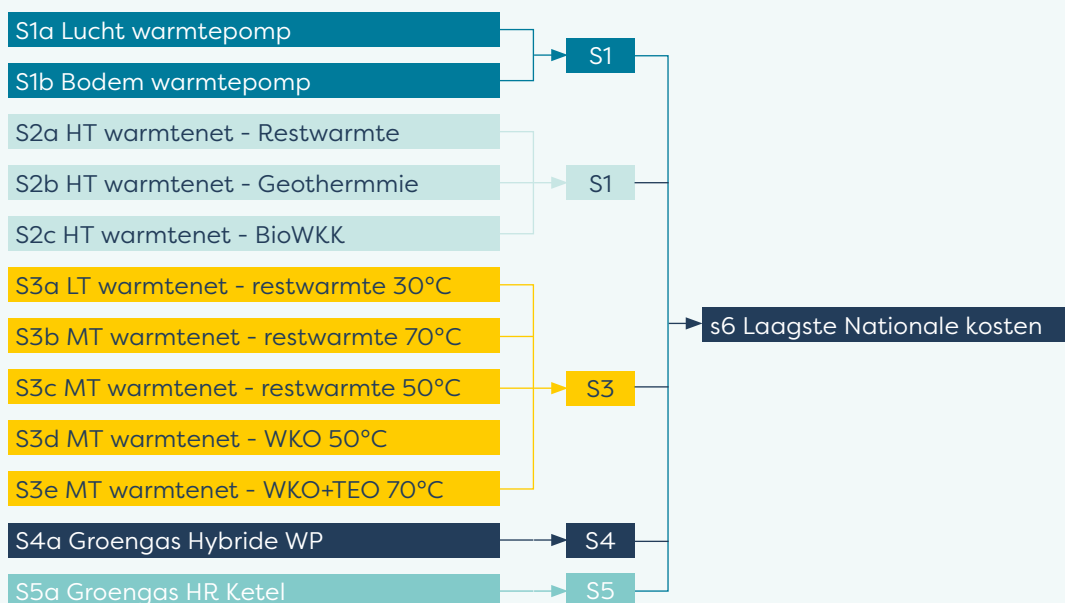 S1a Lucht warmtepomp
S1b Bodem warmtepomp
S1
S2a HT warmtenet - Restwarmte
S2b HT warmtenet - Geothermmie
S2c HT warmtenet - BioWKK
S1
S3a LT warmtenet - restwarmte 30°C
S3b MT warmtenet - restwarmte 70°C
S3c MT warmtenet - restwarmte 50°C
S3d MT warmtenet - WKO 50°C
S3e MT warmtenet - WKO+TEO 70°C
S3
S4a Groengas Hybride WP
S4
S5a Groengas HR Ketel
S5
s6 Laagste Nationale kosten